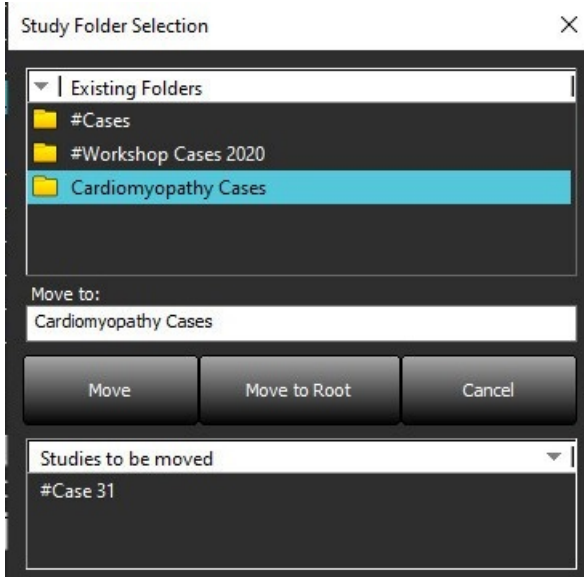 Study Folder Selection
Existing Folders
#Cases
#Workshop Cases 2020
Cardiomyopathy Cases
Move to:
Cardiomyopathy Cases
Move Move to Root Cancel
Studies to be moved
#Case 31